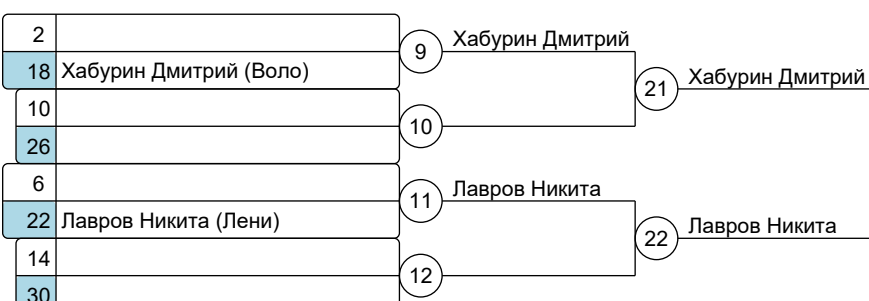 2
9 Хабурин Дмитрий
18 Хабурин Дмитрий (Воло)
21 Хабурин Дмитрий
10
10
26
6
11 Лавров Никита
22 Лавров Никита (Лени)
22 Лавров Никита
14
12
30